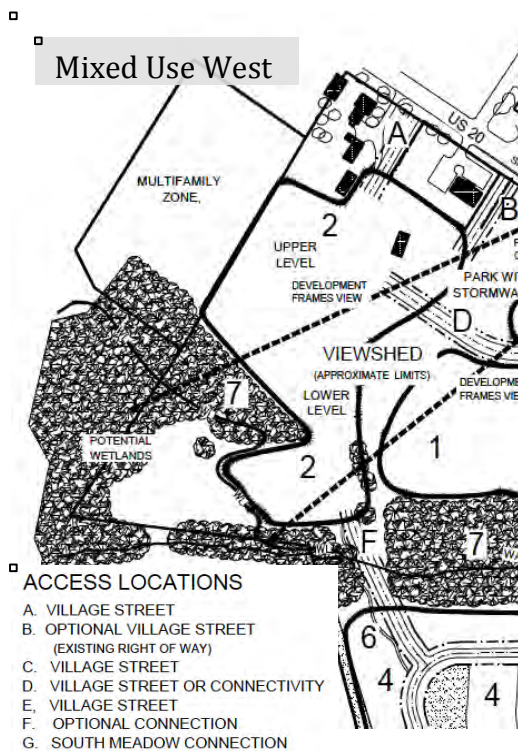 Mixed Use West
US 20
A
B
MULTIFAMILY
ZONE,
2
UPPER
LEVEL
DEVELOPMENT
FRAMES VIEW
PARK WIT
STORMWA
D
VIEWSHED
(APPROXIMATE LIMITS)
DEVELOPME
FRAMES VIE
7
LOWER
LEVEL
1
POTENTIAL
WETLANDS
2
F
7
6
4
4
ACCESS LOCATIONS
A. VILLAGE STREET
B. OPTIONAL VILLAGE STREET
(EXISTING RIGHT OF WAY)
C. VILLAGE STREET
D. VILLAGE STREET OR CONNECTIVITY
E, VILLAGE STREET
F. OPTIONAL CONNECTION
G. SOUTH MEADOW CONNECTION